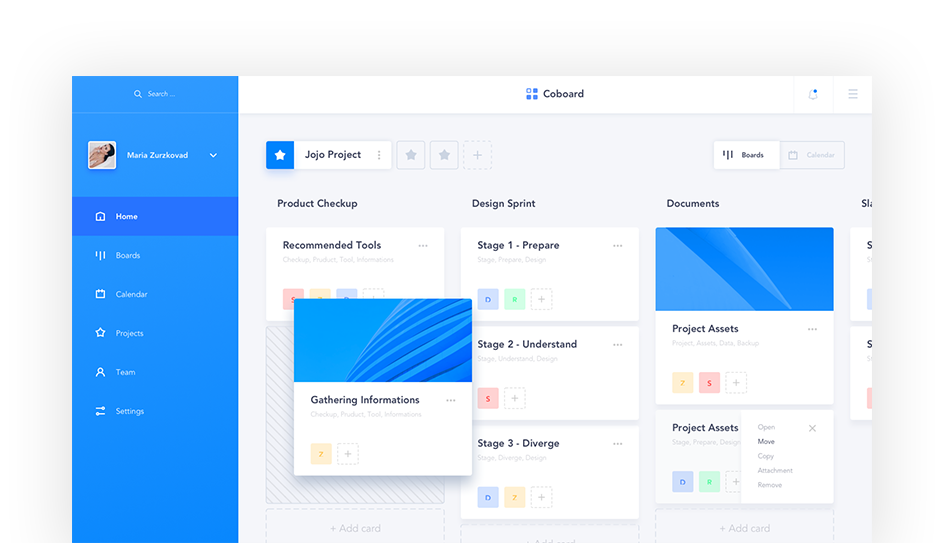 Search ...
Coboard
Maria Zurzkovad
Jojo Project
Boards
Calendar
Home
Boards
Calendar
Projects
Team
Settings
Product Checkup
Recommended Tools
Checkup, Product, Tool, Informations
S
Gathering Informations
Checkup, Product, Tool, Informations
Z
+ Add card
Design Sprint
Stage 1 - Prepare
Stage, Prepare, Design
D R
Stage 2 - Understand
Stage, Understand, Design
S
Stage 3 - Diverge
Stage, Diverge, Design
D Z
Add card
Documents
Project Assets
Project, Assets, Data, Backup
Z S
Project Assets
Stage, Prepare, Design
D R
Open
Move
Copy
Attachment
Remove
+ Add card
Sla
S
S